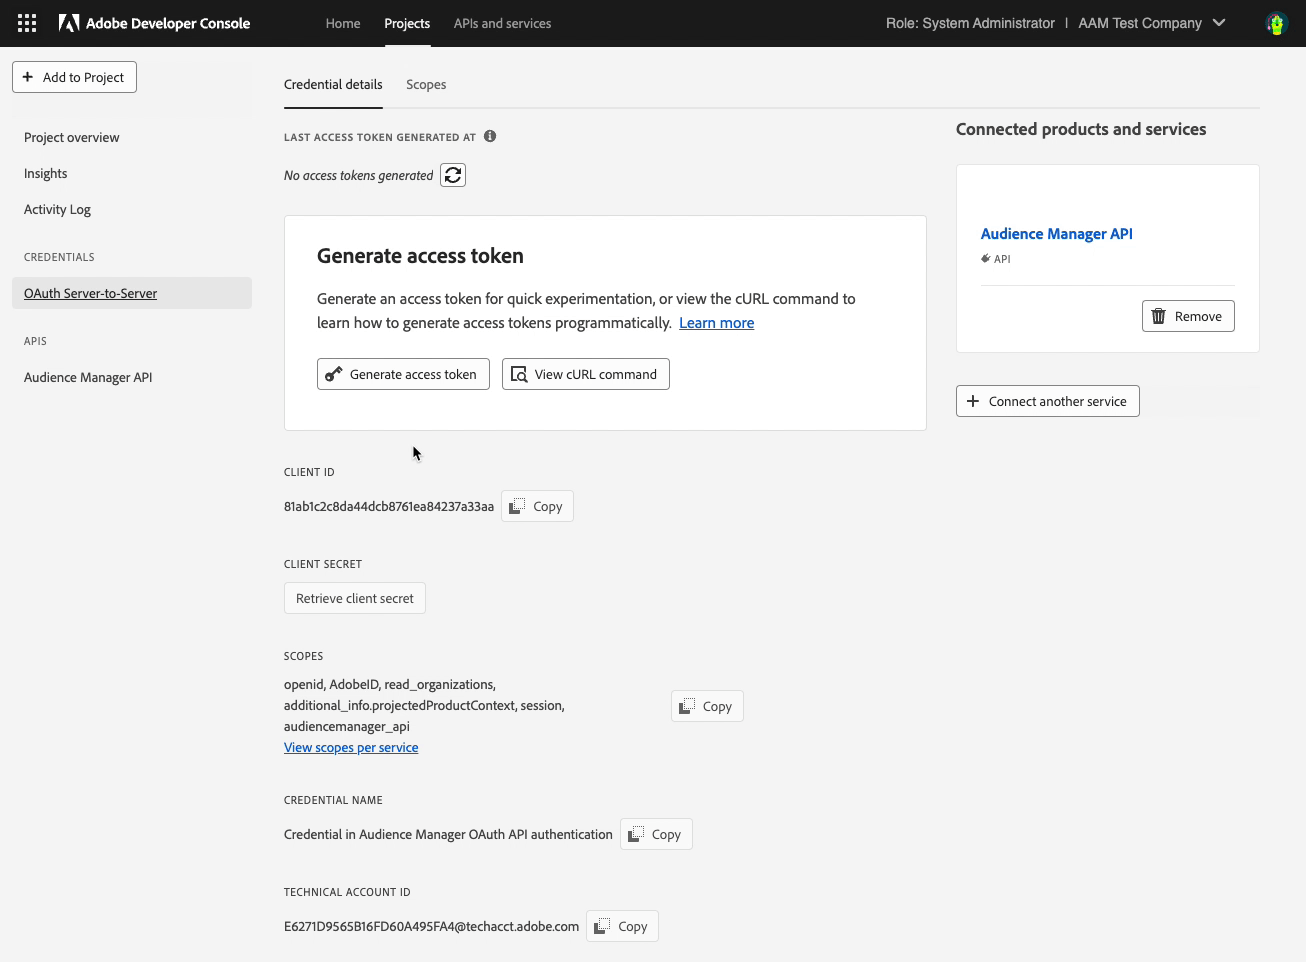 Adobe Developer Console
Home
Projects
APIs and services
Role: System Administrator | AAM Test Company
Add to Project
Project overview
Insights
Activity Log
CREDENTIALS
OAuth Server-to-Server
APIS
Audience Manager API
Credential details
Scopes
LAST ACCESS TOKEN GENERATED AT
No access tokens generated
Generate access token
Generate an access token for quick experimentation, or view the cURL command to
learn how to generate access tokens programmatically. Learn more
Generate access token
View cURL command
CLIENT ID
81ab1c2c8da44dcb8761ea84237a33aa
Copy
CLIENT SECRET
Retrieve client secret
SCOPES
openid, AdobeID, read_organizations,
additional_info.projectedProductContext, session,
audiencemanager_api
Copy
View scopes per service
CREDENTIAL NAME
Credential in Audience Manager OAuth API authentication
Copy
TECHNICAL ACCOUNT ID
E6271D9565B16FD60A495FA4@techacct.adobe.com
Copy
Connected products and services
Audience Manager API
API
Remove
Connect another service